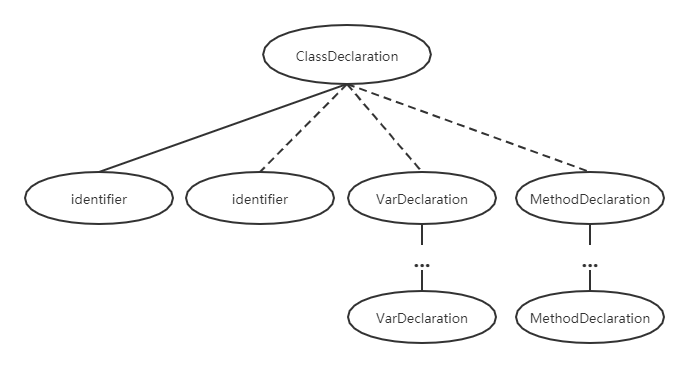 ClassDeclaration
identifier
identifier
VarDeclaration
MethodDeclaration
...
...
VarDeclaration
MethodDeclaration